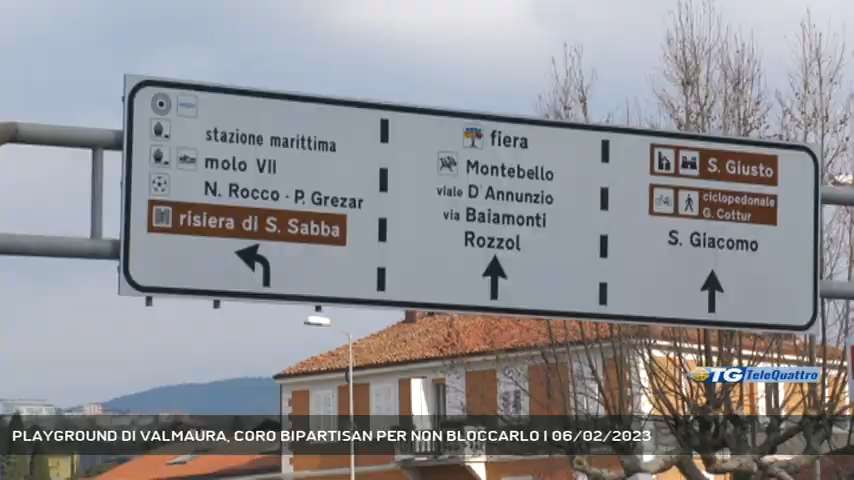 stazione marittima
molo VII
N. Rocco - P. Grezar
risiera di S. Sabba
fiera
Montebello
viale D'Annunzio
via Baiamonti
Rozzol
S. Giusto
ciclopedonale
G. Cottur
S. Giacomo
TG TeleQuattro
PLAYGROUND DI VALMAURA, CORO BIPARTISAN PER NON BLOCCARLO | 06/02/2023